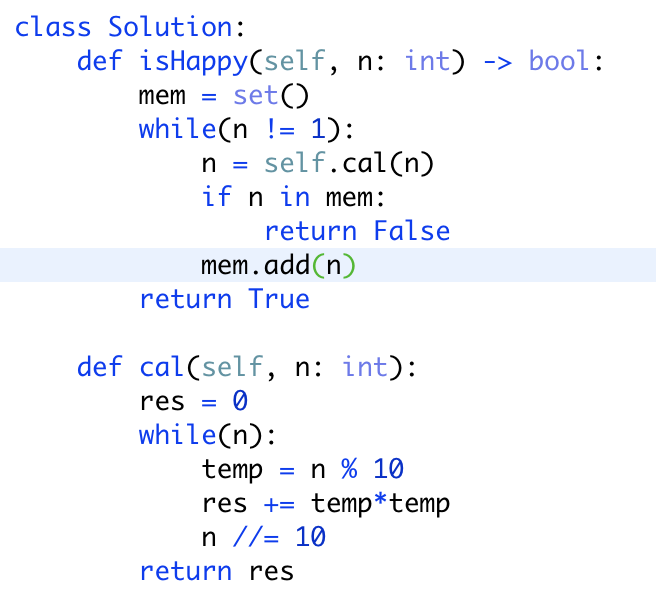 class Solution:
    def isHappy(self, n: int) -> bool:
        mem = set()
        while(n != 1):
            n = self.cal(n)
            if n in mem:
                return False
            mem.add(n)
        return True

    def cal(self, n: int):
        res = 0
        while(n):
            temp = n % 10
            res += temp*temp
            n //= 10
        return res